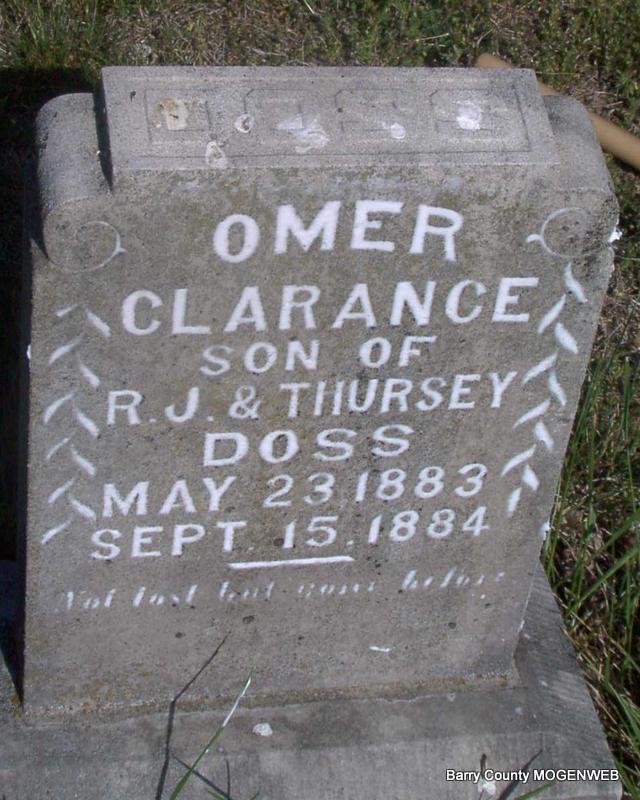 DOSS
OMER
CLARANCE
SON OF
R.J. & THURSEY
DOSS
MAY 23, 1883
SEPT. 15, 1884
Not lost but gone before
Barry County MOGENWEB